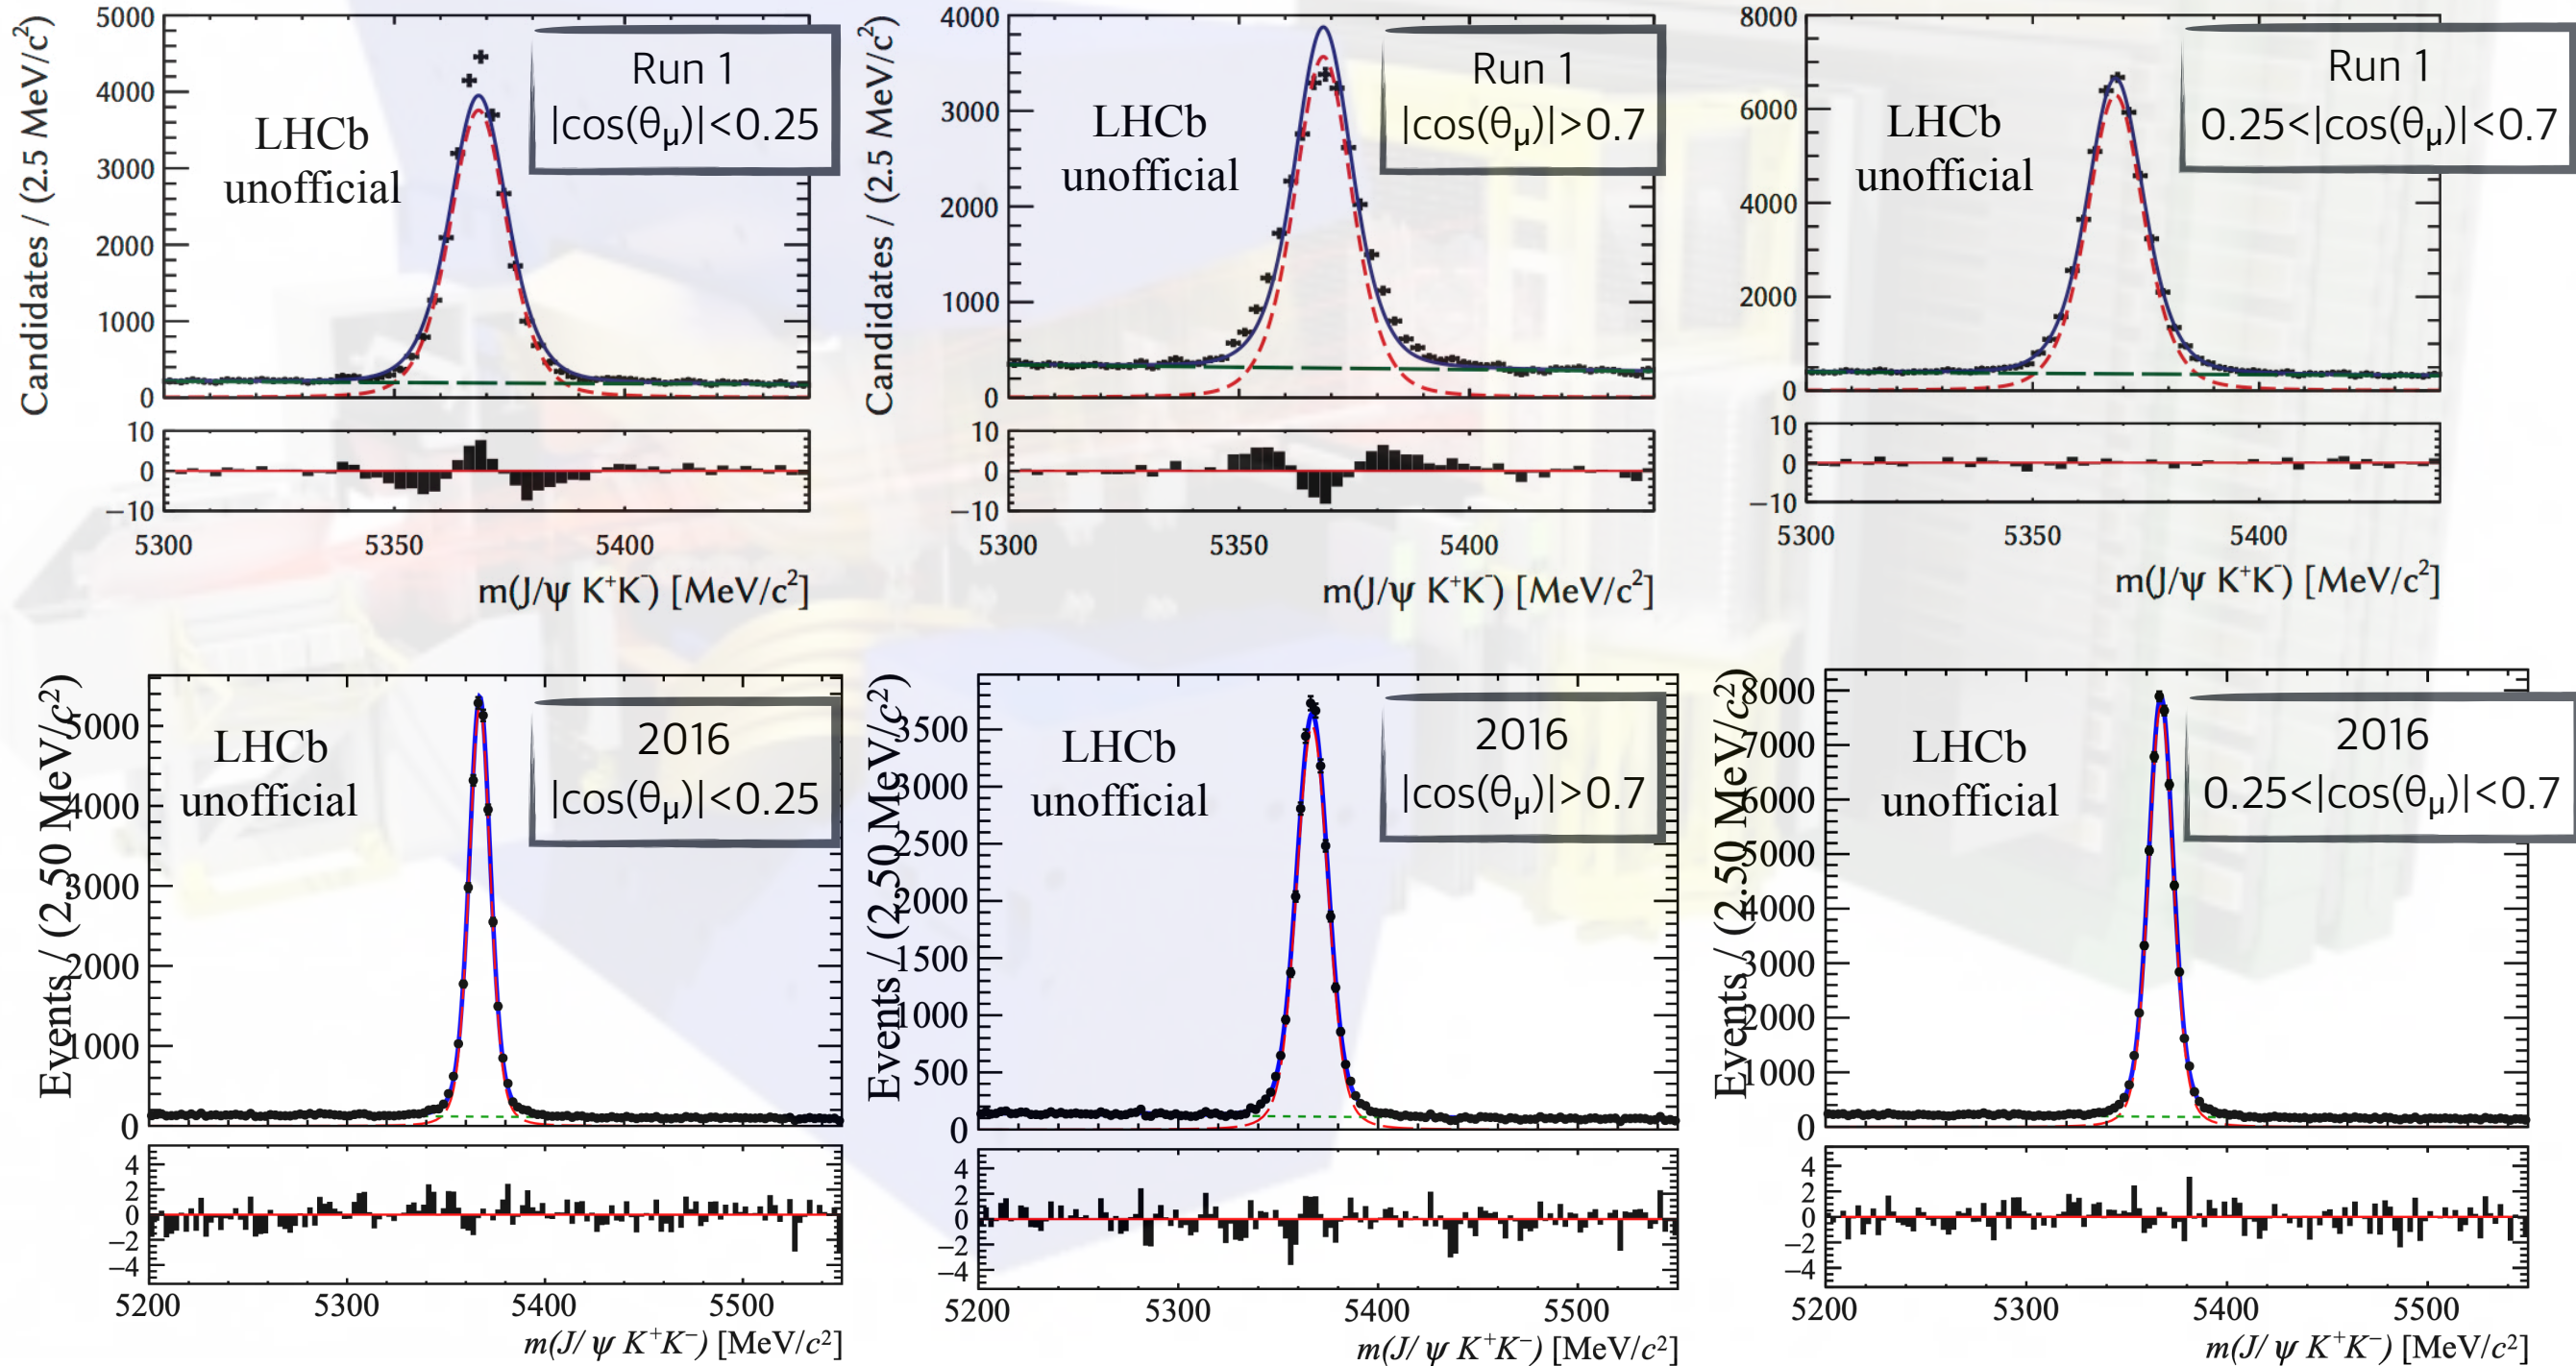 Candidates / (2.5 MeV/c²)
5000
4000
3000
2000
1000
0
LHCb
unofficial
Run 1
|cos(θμ)|<0.25
10
0
−10
5300
5350
5400
m(J/ψ K⁺K⁻) [MeV/c²]
Candidates / (2.5 MeV/c²)
4000
3000
2000
1000
0
LHCb
unofficial
Run 1
|cos(θμ)|>0.7
10
0
−10
5300
5350
5400
m(J/ψ K⁺K⁻) [MeV/c²]
8000
6000
4000
2000
0
LHCb
unofficial
Run 1
0.25<|cos(θμ)|<0.7
10
0
−10
5300
5350
5400
m(J/ψ K⁺K⁻) [MeV/c²]
Events / (2.50 MeV/c²)
5000
4000
3000
2000
1000
0
LHCb
unofficial
2016
|cos(θμ)|<0.25
4
2
0
−2
−4
5200
5300
5400
5500
m(J/ψ K⁺K⁻) [MeV/c²]
Events / (2.50 MeV/c²)
3500
3000
2500
2000
1500
1000
500
0
LHCb
unofficial
2016
|cos(θμ)|>0.7
4
2
0
−2
−4
5200
5300
5400
5500
m(J/ψ K⁺K⁻) [MeV/c²]
Events / (2.50 MeV/c²)
8000
7000
6000
5000
4000
3000
2000
1000
0
LHCb
unofficial
2016
0.25<|cos(θμ)|<0.7
4
2
0
−2
−4
5200
5300
5400
5500
m(J/ψ K⁺K⁻) [MeV/c²]